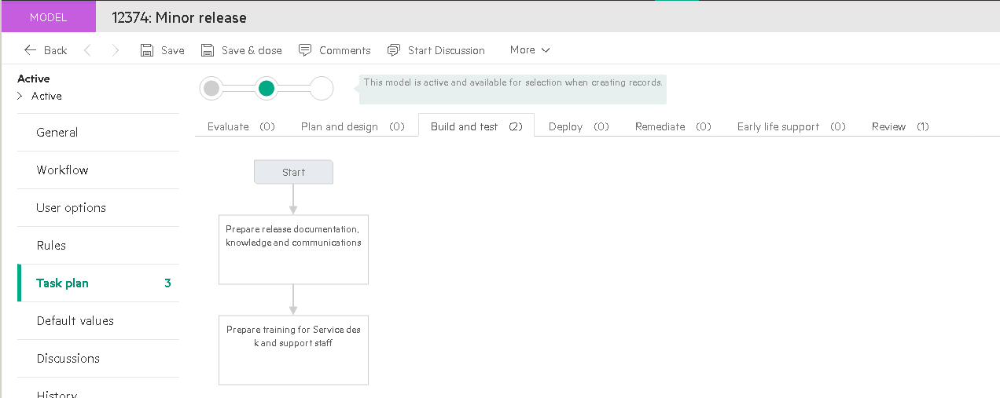 MODEL 12374: Minor release
Back Save Save & close Comments Start Discussion More
Active
Active
This model is active and available for selection when creating records.
Evaluate (0) Plan and design (0) Build and test (2) Deploy (0) Remediate (0) Early life support (0) Review (1)
General
Workflow
User options
Rules
Task plan 3
Default values
Discussions
History
Start
Prepare release documentation,
knowledge and communications
Prepare training for Service des
k and support staff